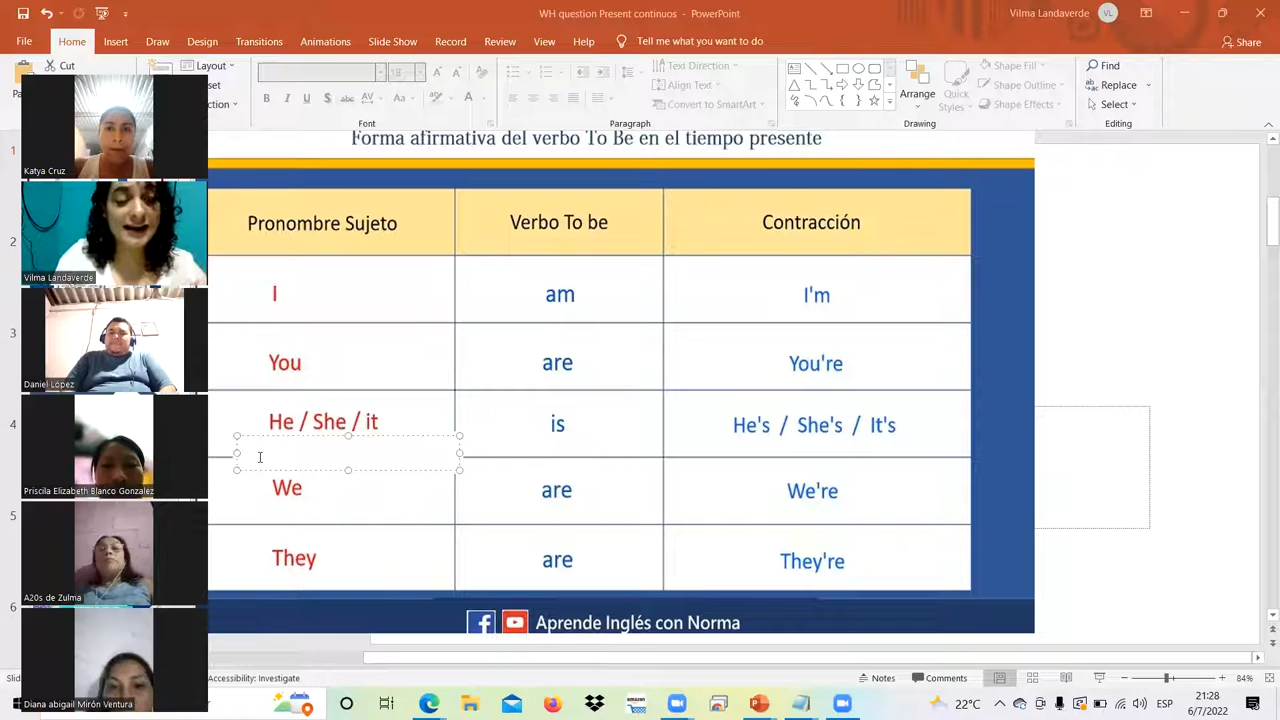 WH question Present continuos - PowerPoint
Vilma Landaverde VL
File Home Insert Draw Design Transitions Animations Slide Show Record Review View Help Tell me what you want to do Share
Cut Layout Text Direction Shape Fill Find
Align Text Arrange Quick Styles Shape Outline Replace
Convert to SmartArt Shape Effects Select
Font Paragraph Drawing Editing
Forma afirmativa del verbo To Be en el tiempo presente
Pronombre Sujeto Verbo To be Contracción
I am I'm
You are You're
He / She / it is He's / She's / It's
We are We're
They are They're
Aprende Inglés con Norma
Katya Cruz
Vilma Landaverde
Daniel López
Priscila Elizabeth Blanco Gonzalez
A20s de Zulma
Diana abigail Mirón Ventura
Accessibility: Investigate Notes Comments 84%
22°C ESP 21:28
6/7/2022